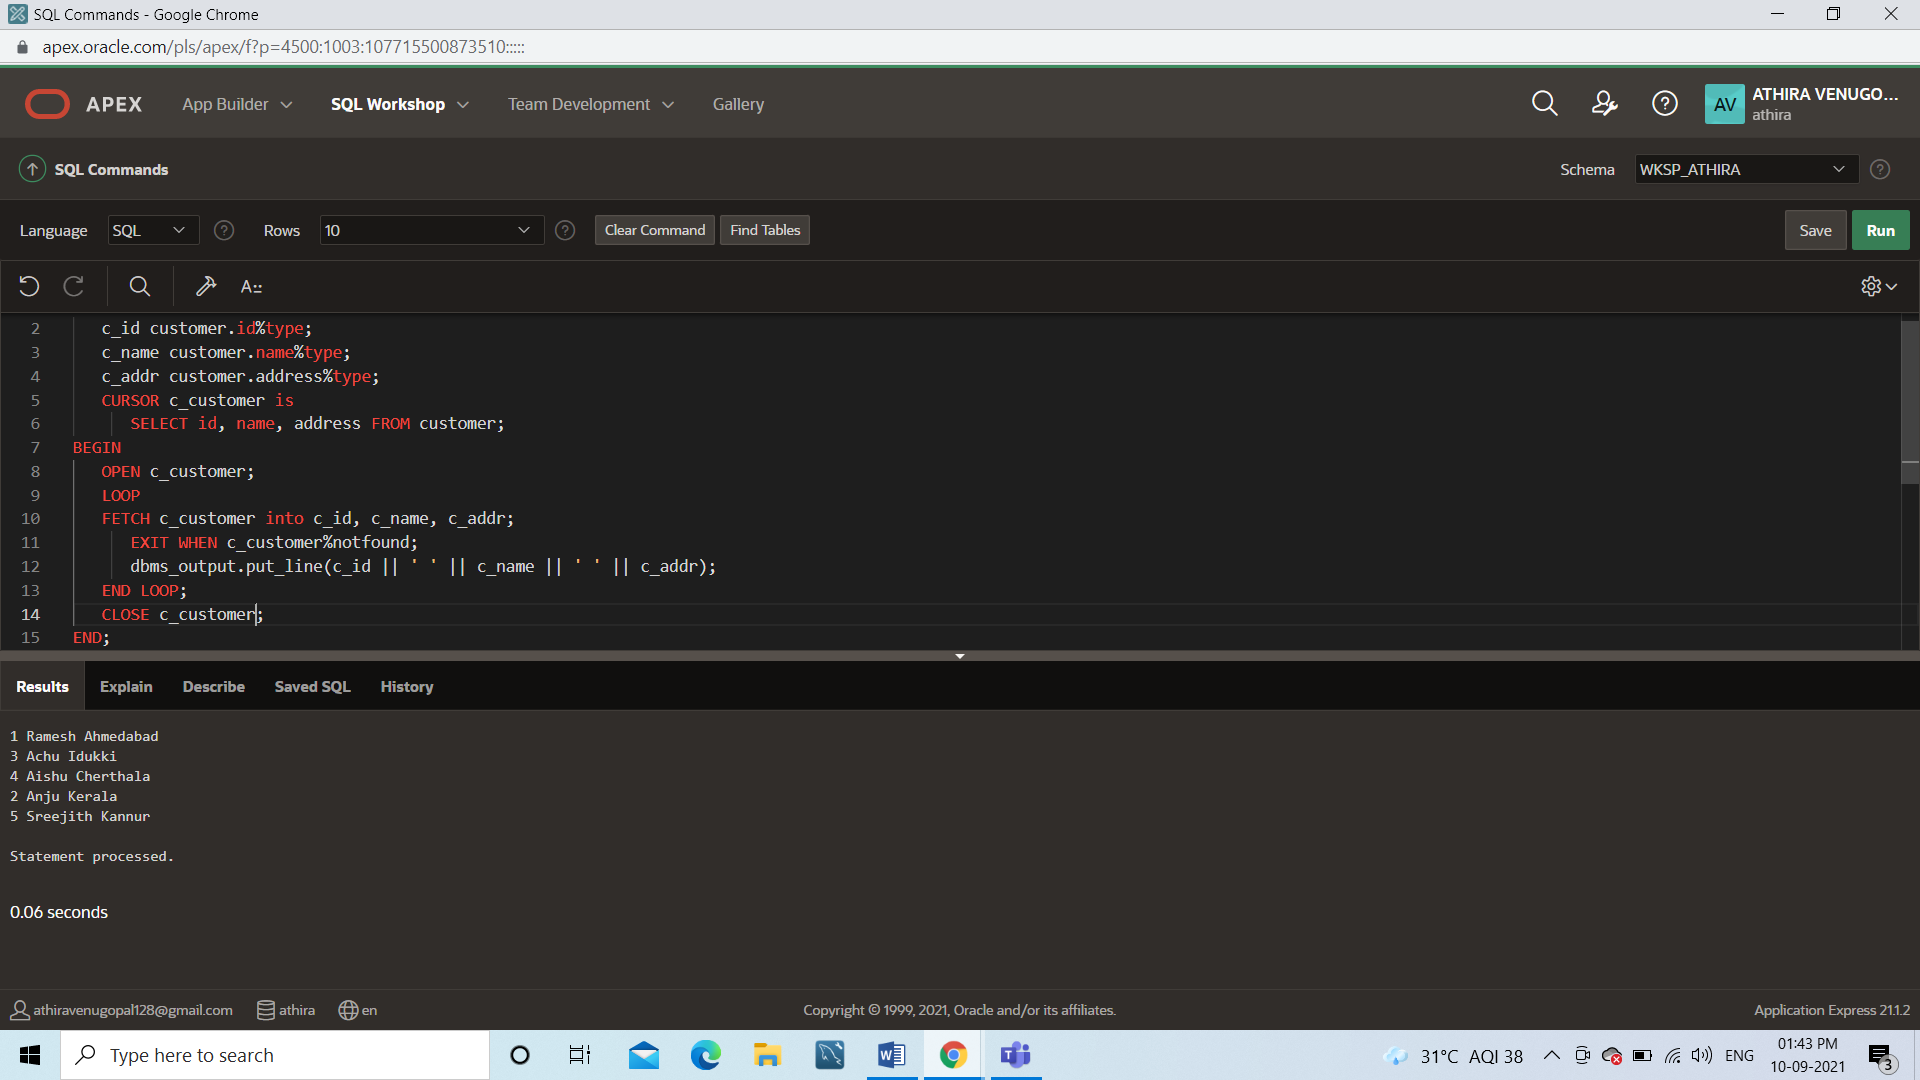 SQL Commands - Google Chrome
apex.oracle.com/pls/apex/f?p=4500:1003:107715500873510:::::
APEX App Builder SQL Workshop Team Development Gallery
AV ATHIRA VENUGO...
athira
SQL Commands Schema WKSP_ATHIRA
Language SQL Rows 10 Clear Command Find Tables Save Run
2 c_id customer.id%type;
3 c_name customer.name%type;
4 c_addr customer.address%type;
5 CURSOR c_customer is
6 SELECT id, name, address FROM customer;
7 BEGIN
8 OPEN c_customer;
9 LOOP
10 FETCH c_customer into c_id, c_name, c_addr;
11 EXIT WHEN c_customer%notfound;
12 dbms_output.put_line(c_id || ' ' || c_name || ' ' || c_addr);
13 END LOOP;
14 CLOSE c_customer;
15 END;
Results Explain Describe Saved SQL History
1 Ramesh Ahmedabad
3 Achu Idukki
4 Aishu Cherthala
2 Anju Kerala
5 Sreejith Kannur
Statement processed.
0.06 seconds
athiravenugopal128@gmail.com athira en Copyright © 1999, 2021, Oracle and/or its affiliates. Application Express 21.1.2
Type here to search 31°C AQI 38 ENG 01:43 PM
10-09-2021 3